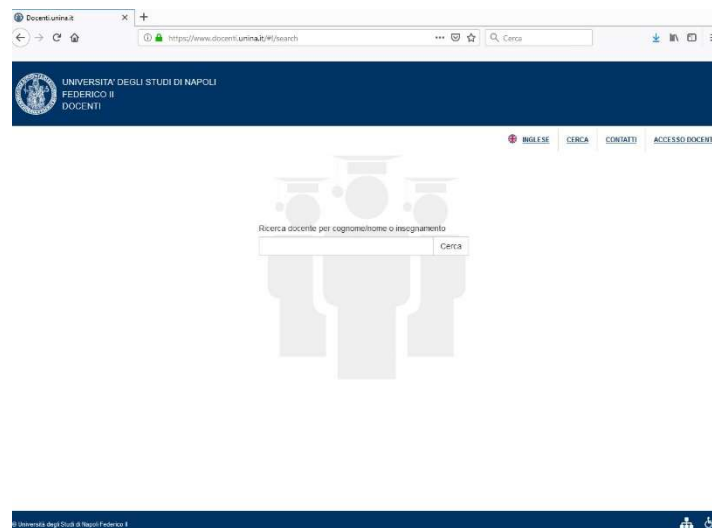 Docenti.unina.it
https://www.docenti.unina.it/#!/search
Cerca
UNIVERSITA' DEGLI STUDI DI NAPOLI
FEDERICO II
DOCENTI
INGLESE CERCA CONTATTI ACCESSO DOCENT
Ricerca docente per cognome/nome o insegnamento
Cerca
© Università degli Studi di Napoli Federico II